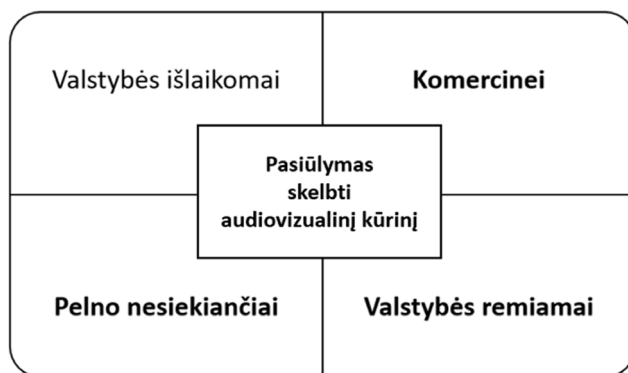 Valstybės išlaikomai
Komercinei
Pasiūlymas
skelbti
audiovizualinį kūrinį
Pelno nesiekiančiai
Valstybės remiamai